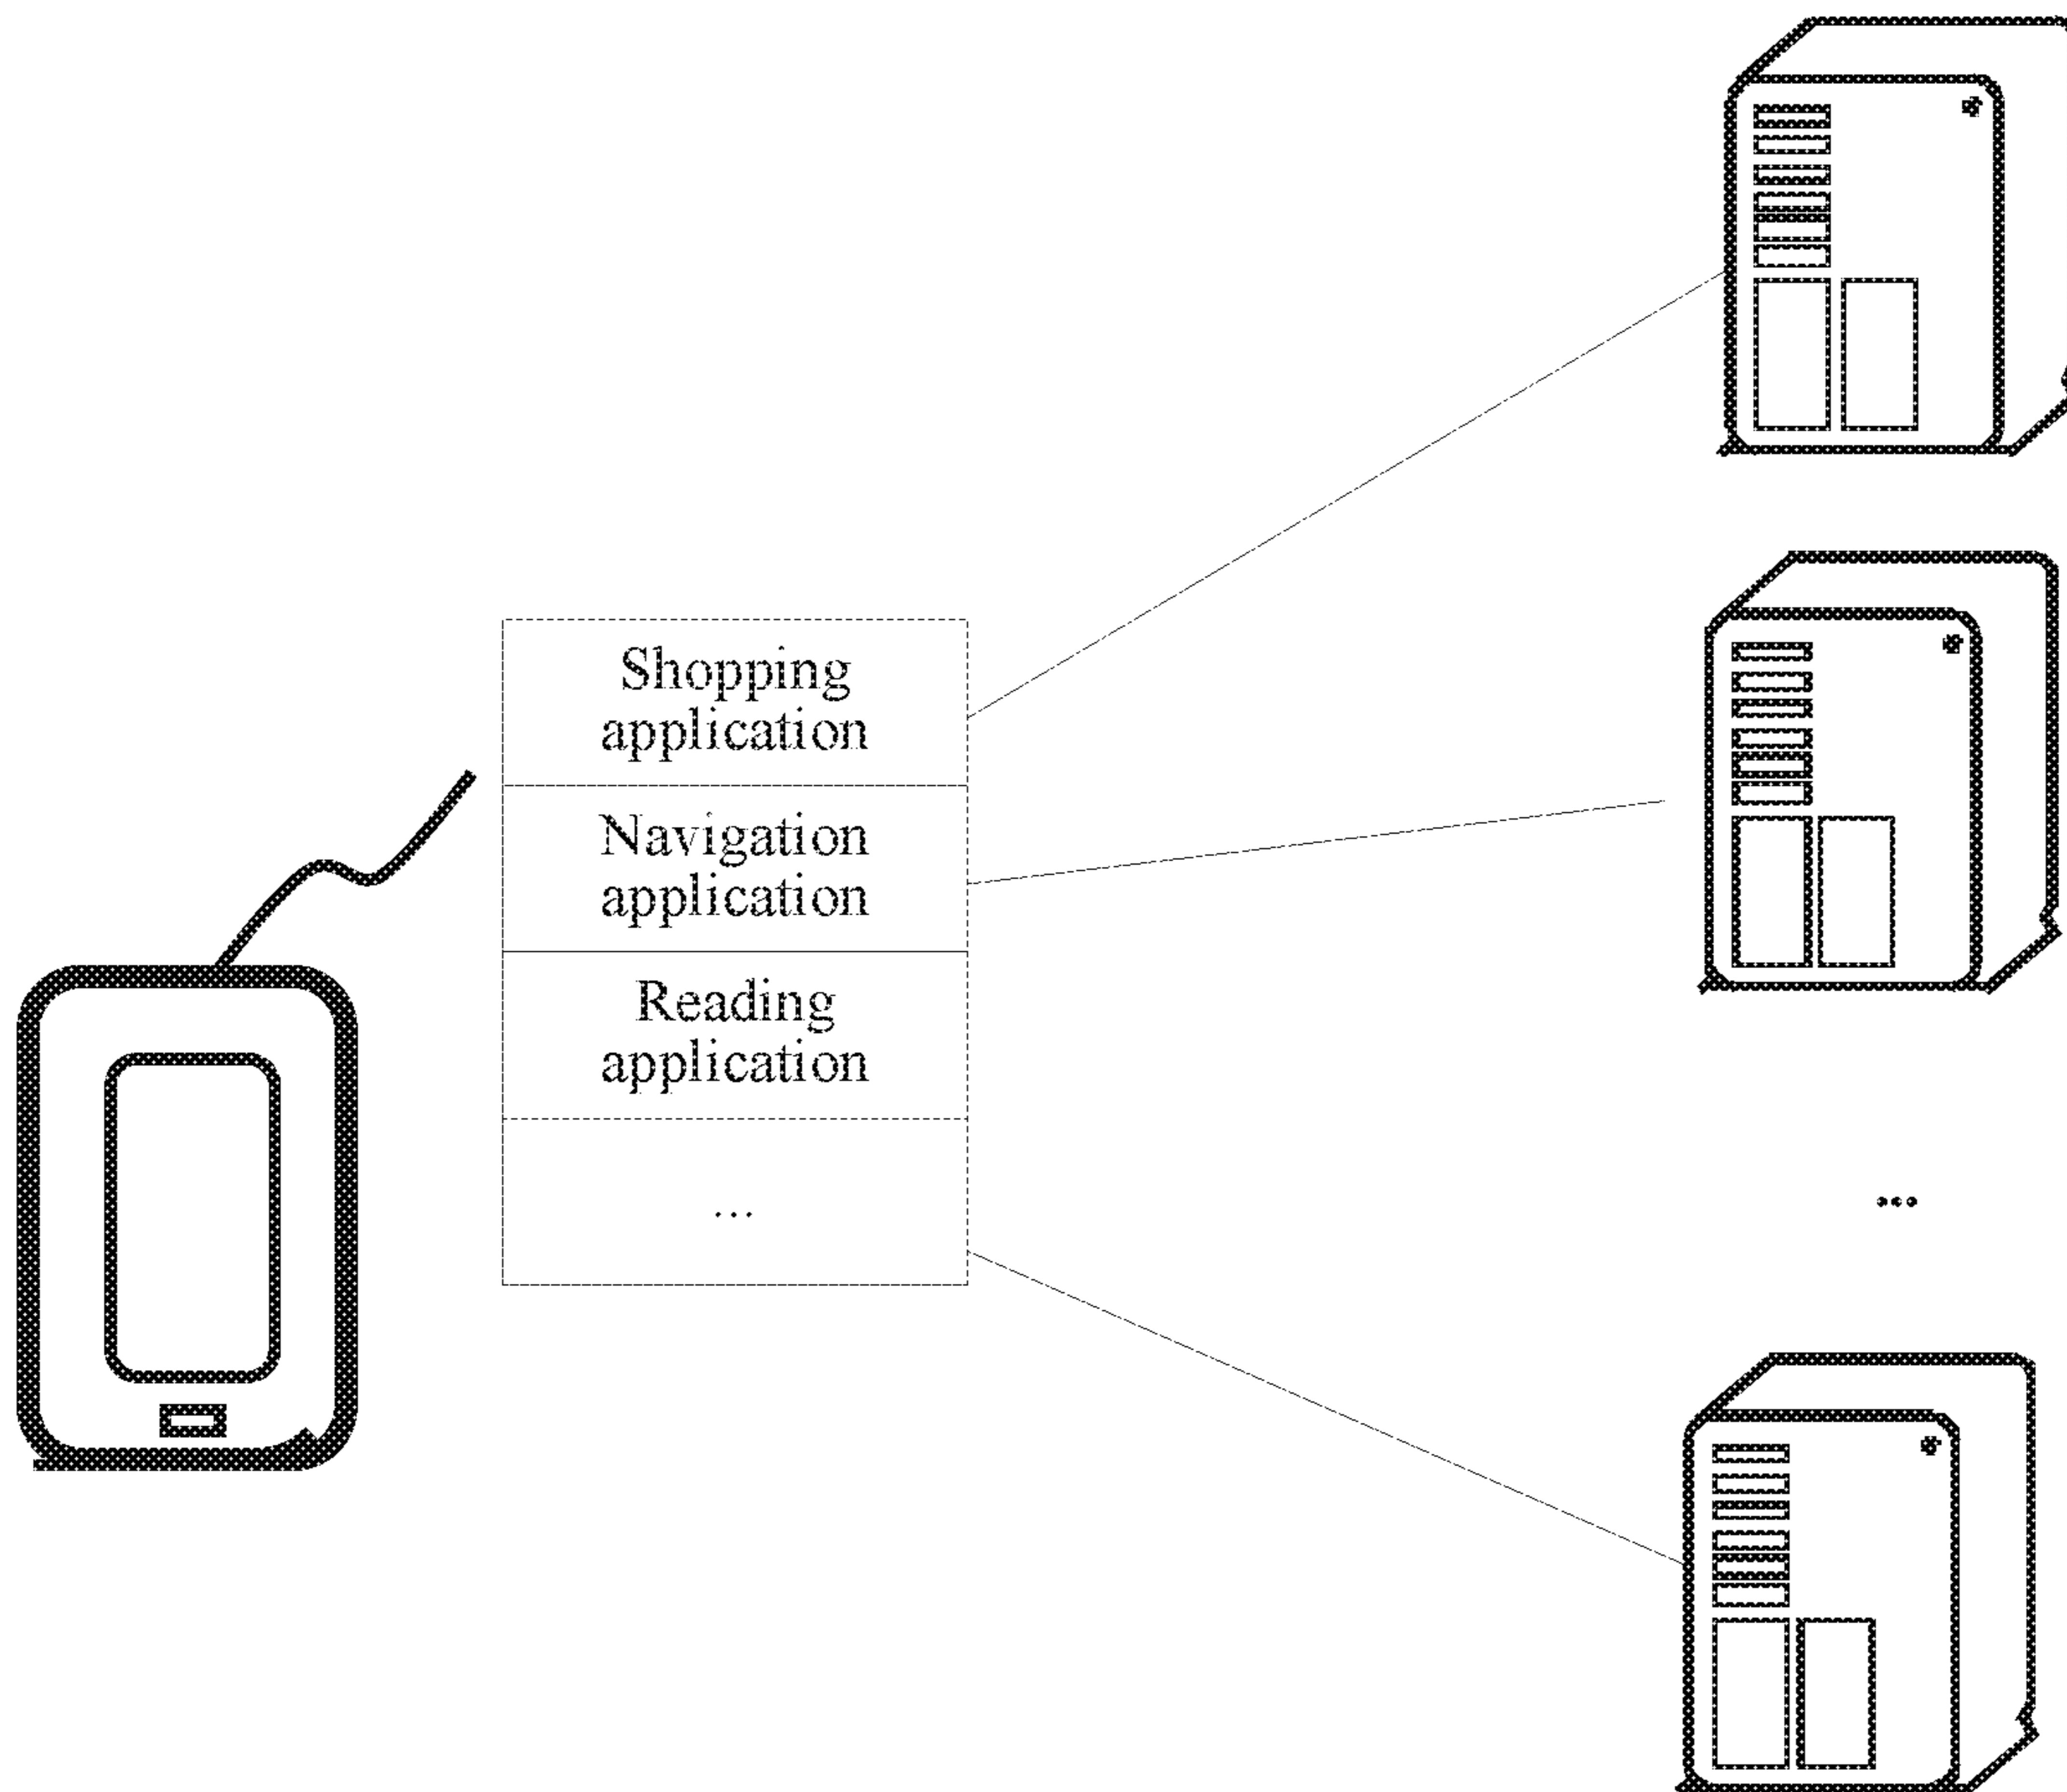 Shopping
application
Navigation
application
Reading
application
...
...